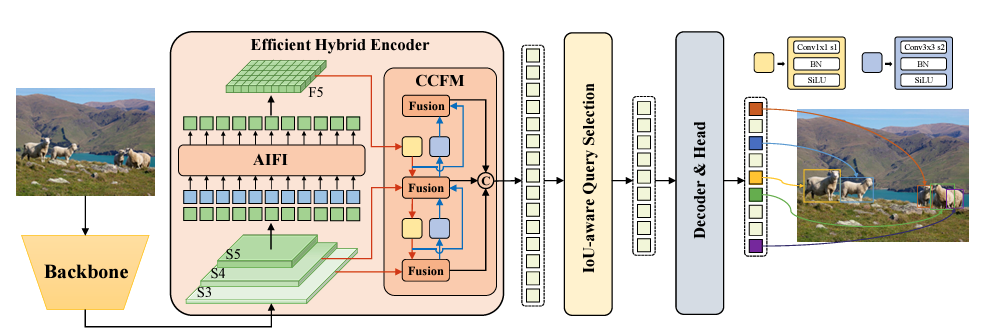 Efficient Hybrid Encoder
F5
CCFM
Fusion
AIFI
Fusion
C
S5
S4
S3
Fusion
Backbone
IoU-aware Query Selection
Decoder & Head
Conv1x1 s1
BN
SiLU
Conv3x3 s2
BN
SiLU